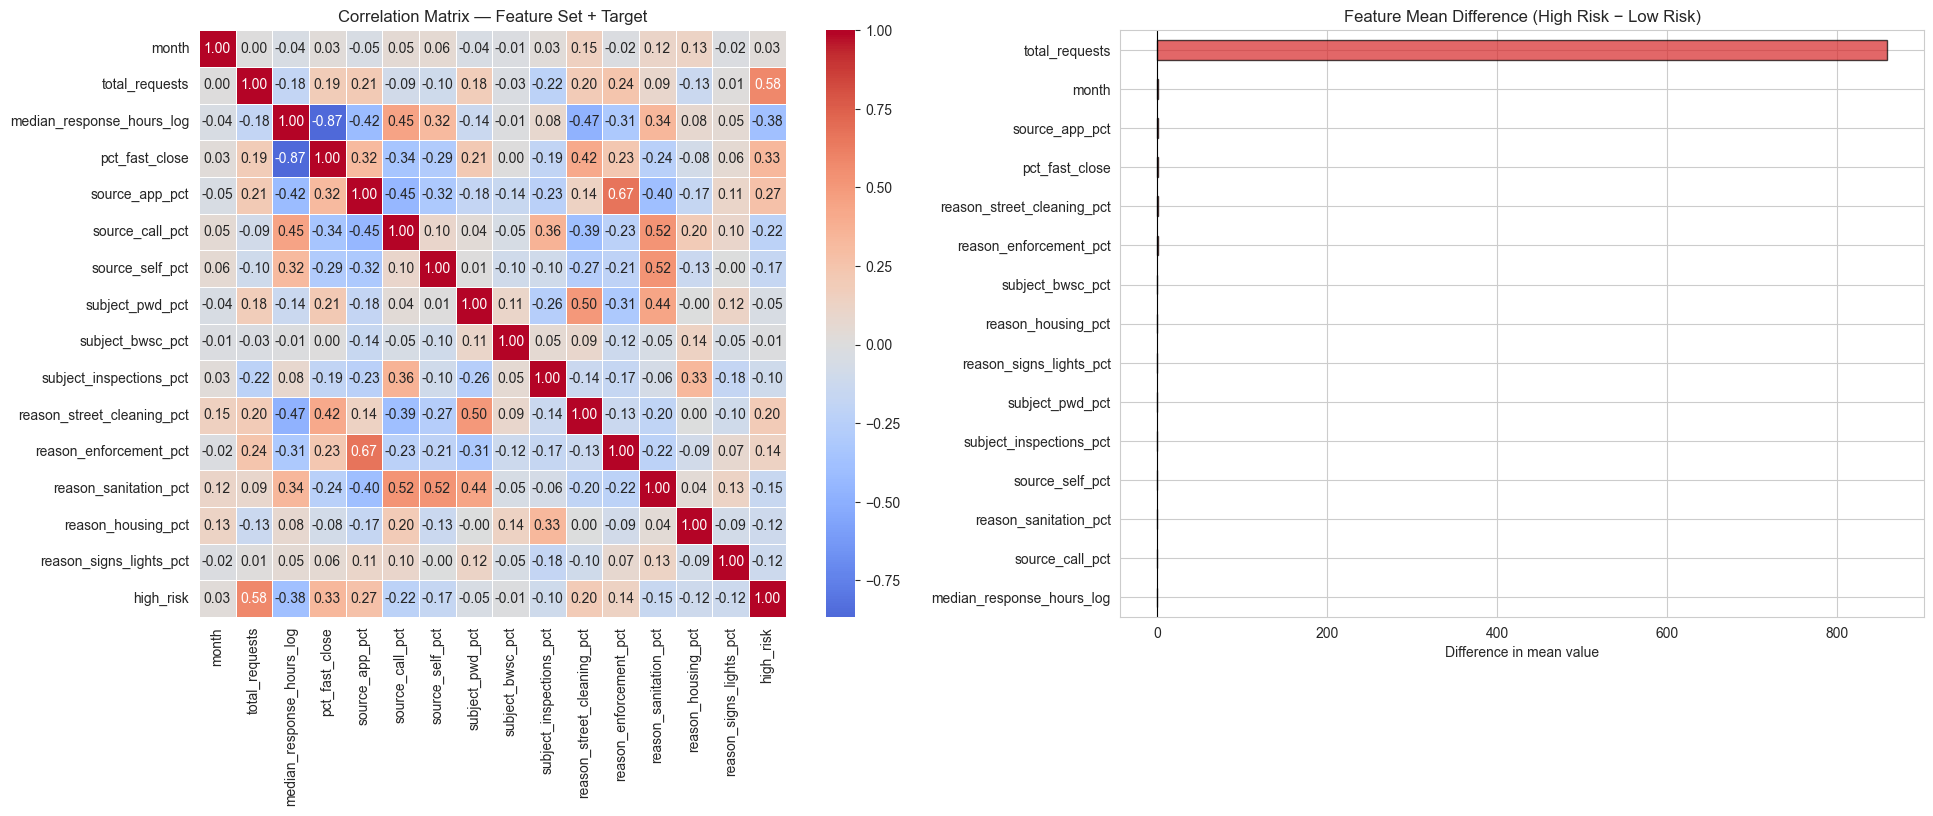 Correlation Matrix — Feature Set + Target
month 1.00 0.00 -0.04 0.03 -0.05 0.05 0.06 -0.04 -0.01 0.03 0.15 -0.02 0.12 0.13 -0.02 0.03
total_requests 0.00 1.00 -0.18 0.19 0.21 -0.09 -0.10 0.18 -0.03 -0.22 0.20 0.24 0.09 -0.13 0.01 0.58
median_response_hours_log -0.04 -0.18 1.00 -0.87 -0.42 0.45 0.32 -0.14 -0.01 0.08 -0.47 -0.31 0.34 0.08 0.05 -0.38
pct_fast_close 0.03 0.19 -0.87 1.00 0.32 -0.34 -0.29 0.21 0.00 -0.19 0.42 0.23 -0.24 -0.08 0.06 0.33
source_app_pct -0.05 0.21 -0.42 0.32 1.00 -0.45 -0.32 -0.18 -0.14 -0.23 0.14 0.67 -0.40 -0.17 0.11 0.27
source_call_pct 0.05 -0.09 0.45 -0.34 -0.45 1.00 0.10 0.04 -0.05 0.36 -0.39 -0.23 0.52 0.20 0.10 -0.22
source_self_pct 0.06 -0.10 0.32 -0.29 -0.32 0.10 1.00 0.01 -0.10 -0.10 -0.27 -0.21 0.52 -0.13 -0.00 -0.17
subject_pwd_pct -0.04 0.18 -0.14 0.21 -0.18 0.04 0.01 1.00 0.11 -0.26 0.50 -0.31 0.44 -0.00 0.12 -0.05
subject_bwsc_pct -0.01 -0.03 -0.01 0.00 -0.14 -0.05 -0.10 0.11 1.00 0.05 0.09 -0.12 -0.05 0.14 -0.05 -0.01
subject_inspections_pct 0.03 -0.22 0.08 -0.19 -0.23 0.36 -0.10 -0.26 0.05 1.00 -0.14 -0.17 -0.06 0.33 -0.18 -0.10
reason_street_cleaning_pct 0.15 0.20 -0.47 0.42 0.14 -0.39 -0.27 0.50 0.09 -0.14 1.00 -0.13 -0.20 0.00 -0.10 0.20
reason_enforcement_pct -0.02 0.24 -0.31 0.23 0.67 -0.23 -0.21 -0.31 -0.12 -0.17 -0.13 1.00 -0.22 -0.09 0.07 0.14
reason_sanitation_pct 0.12 0.09 0.34 -0.24 -0.40 0.52 0.52 0.44 -0.05 -0.06 -0.20 -0.22 1.00 0.04 0.13 -0.15
reason_housing_pct 0.13 -0.13 0.08 -0.08 -0.17 0.20 -0.13 -0.00 0.14 0.33 0.00 -0.09 0.04 1.00 -0.09 -0.12
reason_signs_lights_pct -0.02 0.01 0.05 0.06 0.11 0.10 -0.00 0.12 -0.05 -0.18 -0.10 0.07 0.13 -0.09 1.00 -0.12
high_risk 0.03 0.58 -0.38 0.33 0.27 -0.22 -0.17 -0.05 -0.01 -0.10 0.20 0.14 -0.15 -0.12 -0.12 1.00
month
total_requests
median_response_hours_log
pct_fast_close
source_app_pct
source_call_pct
source_self_pct
subject_pwd_pct
subject_bwsc_pct
subject_inspections_pct
reason_street_cleaning_pct
reason_enforcement_pct
reason_sanitation_pct
reason_housing_pct
reason_signs_lights_pct
high_risk
1.00
0.75
0.50
0.25
0.00
−0.25
−0.50
−0.75
Feature Mean Difference (High Risk − Low Risk)
total_requests
month
source_app_pct
pct_fast_close
reason_street_cleaning_pct
reason_enforcement_pct
subject_bwsc_pct
reason_housing_pct
reason_signs_lights_pct
subject_pwd_pct
subject_inspections_pct
source_self_pct
reason_sanitation_pct
source_call_pct
median_response_hours_log
0 200 400 600 800
Difference in mean value